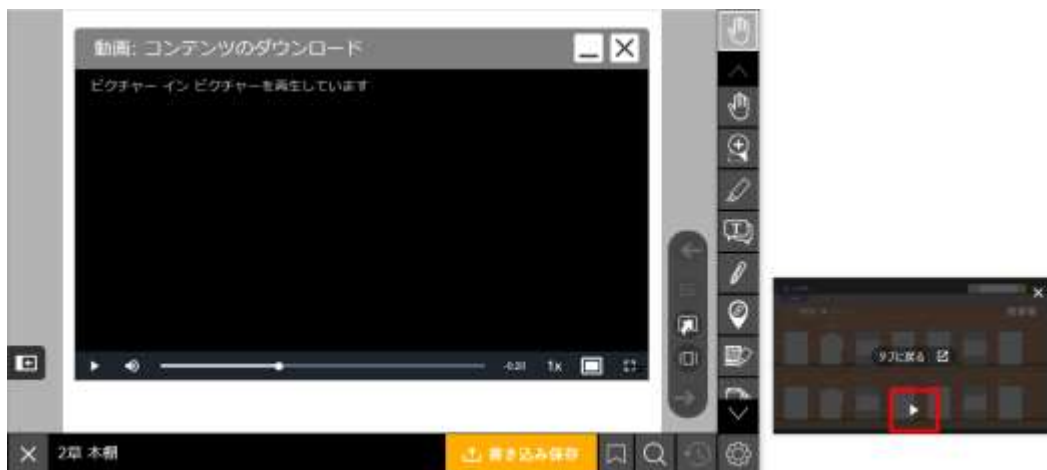 動画: コンテンツのダウンロード
ピクチャー イン ピクチャーを再生しています
タブに戻る
1x
2章 本棚
書き込み保存